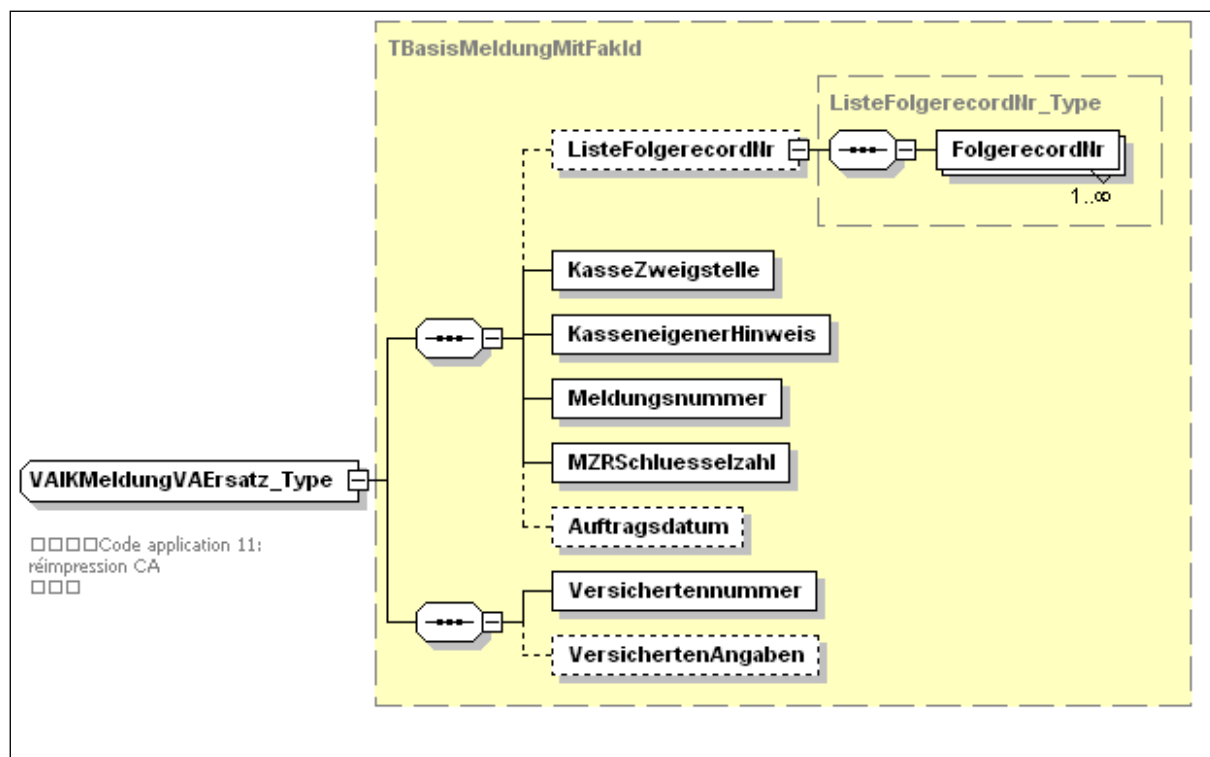 TBasisMeldungMitFakId
ListeFolgerecordNr_Type
ListeFolgerecordNr
FolgerecordNr
1..∞
KasseZweigstelle
KasseneigenerHinweis
Meldungsnummer
MZRSchluesselzahl
VAIKMeldungVAErsatz_Type
Auftragsdatum
□□□□Code application 11:
réimpression CA
□□□
Versichertennummer
VersichertenAngaben